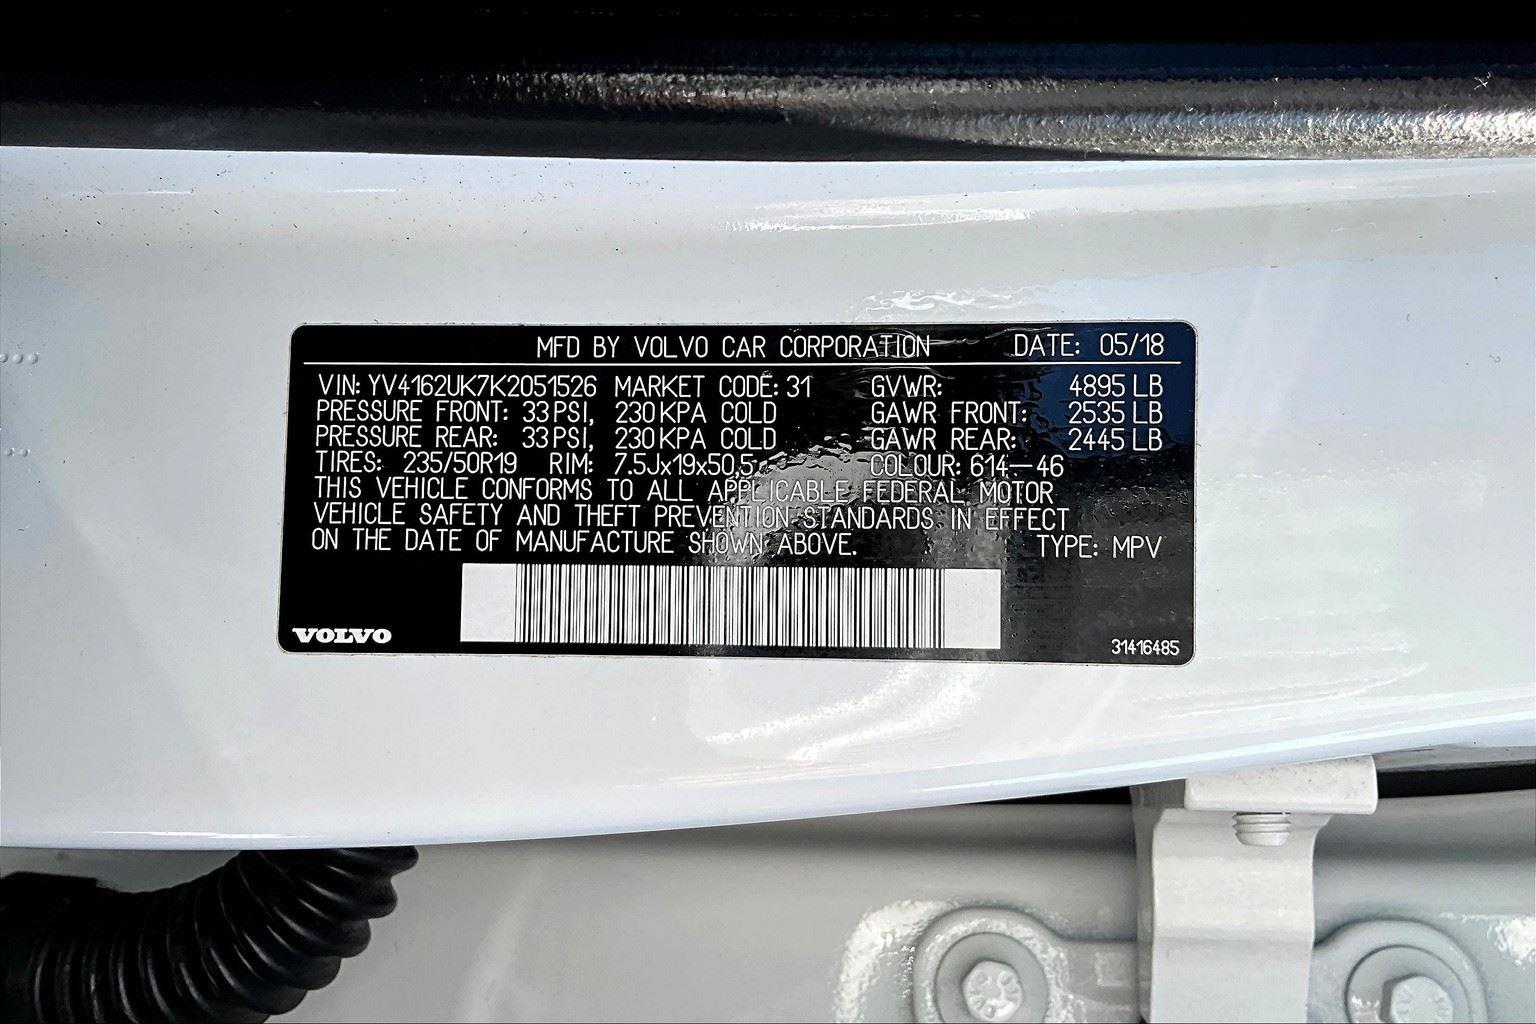 MFD BY VOLVO CAR CORPORATION DATE: 05/18
VIN: YV4162UK7K2051526 MARKET CODE: 31 GVWR: 4895 LB
PRESSURE FRONT: 33 PSI, 230 KPA COLD GAWR FRONT: 2535 LB
PRESSURE REAR: 33 PSI, 230 KPA COLD GAWR REAR: 2445 LB
TIRES: 235/50R19 RIM: 7.5Jx19x50,5 COLOUR: 614-46
THIS VEHICLE CONFORMS TO ALL APPLICABLE FEDERAL MOTOR
VEHICLE SAFETY AND THEFT PREVENTION STANDARDS IN EFFECT
ON THE DATE OF MANUFACTURE SHOWN ABOVE. TYPE: MPV
VOLVO 31416485